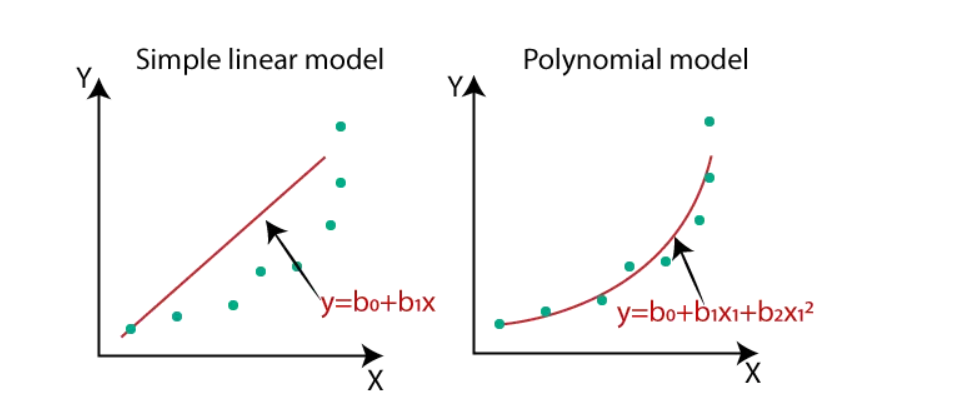 Simple linear model
Y
y=b₀+b₁x
X
Polynomial model
Y
y=b₀+b₁x₁+b₂x₁²
X